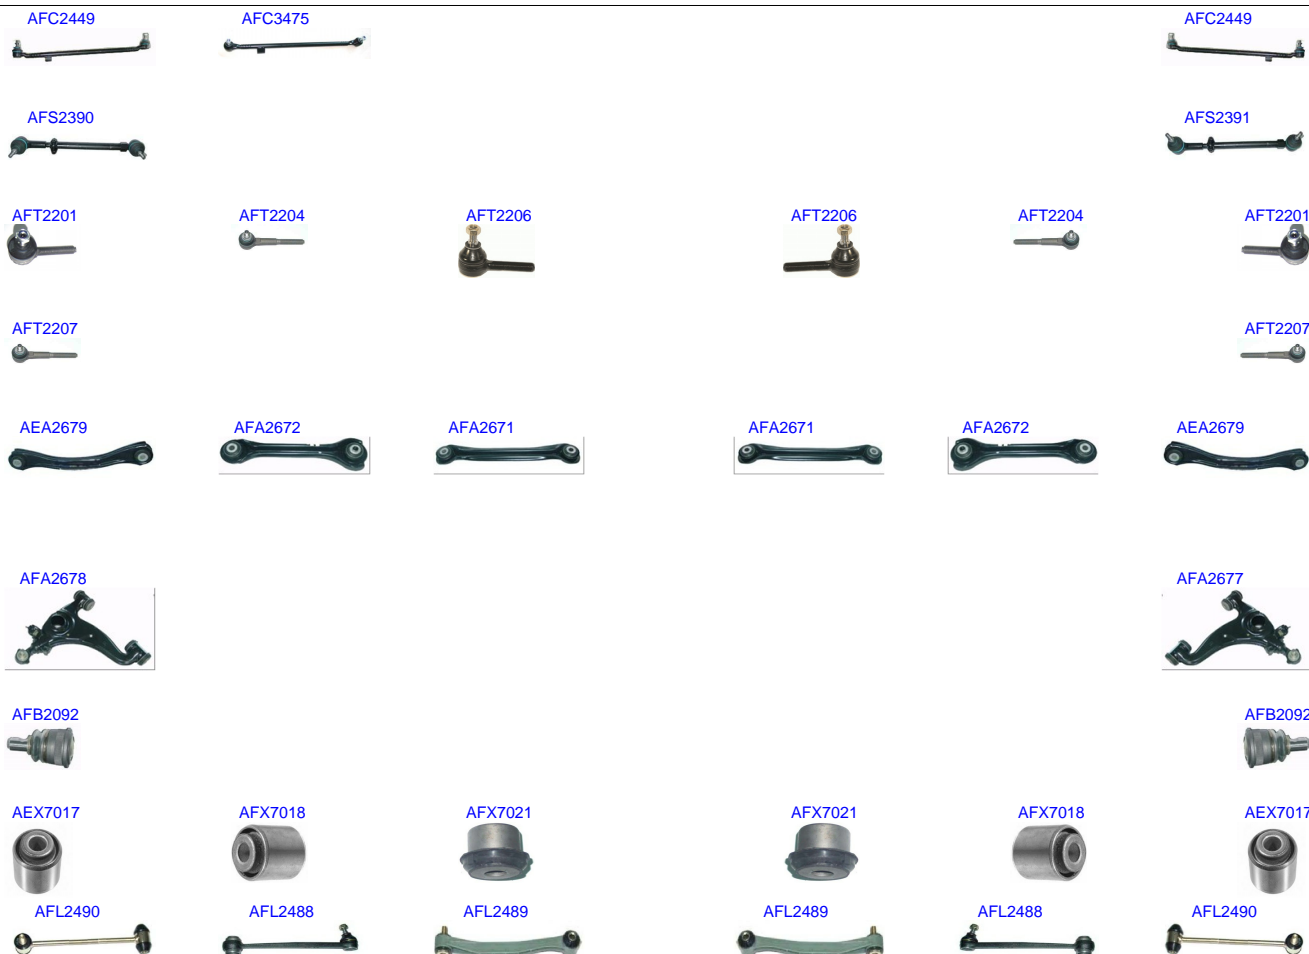 AFC2449 AFC3475 AFC2449
AFS2390 AFS2391
AFT2201 AFT2204 AFT2206 AFT2206 AFT2204 AFT2201
AFT2207 AFT2207
AEA2679 AFA2672 AFA2671 AFA2671 AFA2672 AEA2679
AFA2678 AFA2677
AFB2092 AFB2092
AEX7017 AFX7018 AFX7021 AFX7021 AFX7018 AEX7017
AFL2490 AFL2488 AFL2489 AFL2489 AFL2488 AFL2490